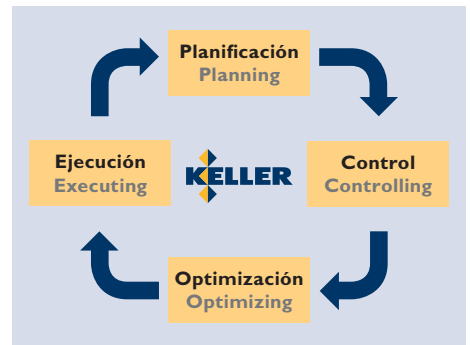 Planificación
Planning
Ejecución
Executing
KELLER
Control
Controlling
Optimización
Optimizing